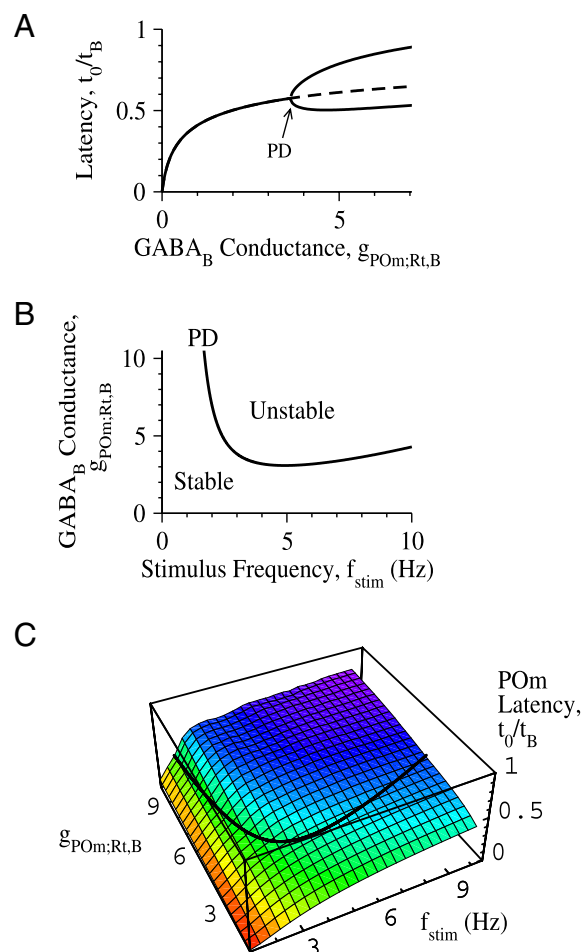 A
Latency, t0/tB
1
0.5
0
PD
0
5
GABAB Conductance, gPOm;Rt,B
B
GABAB Conductance,
gPOm;Rt,B
10
5
0
PD
Unstable
Stable
0
5
10
Stimulus Frequency, fstim (Hz)
C
POm
Latency,
t0/tB
1
0.5
0
9
6
3
gPOm;Rt,B
3
6
9
fstim (Hz)